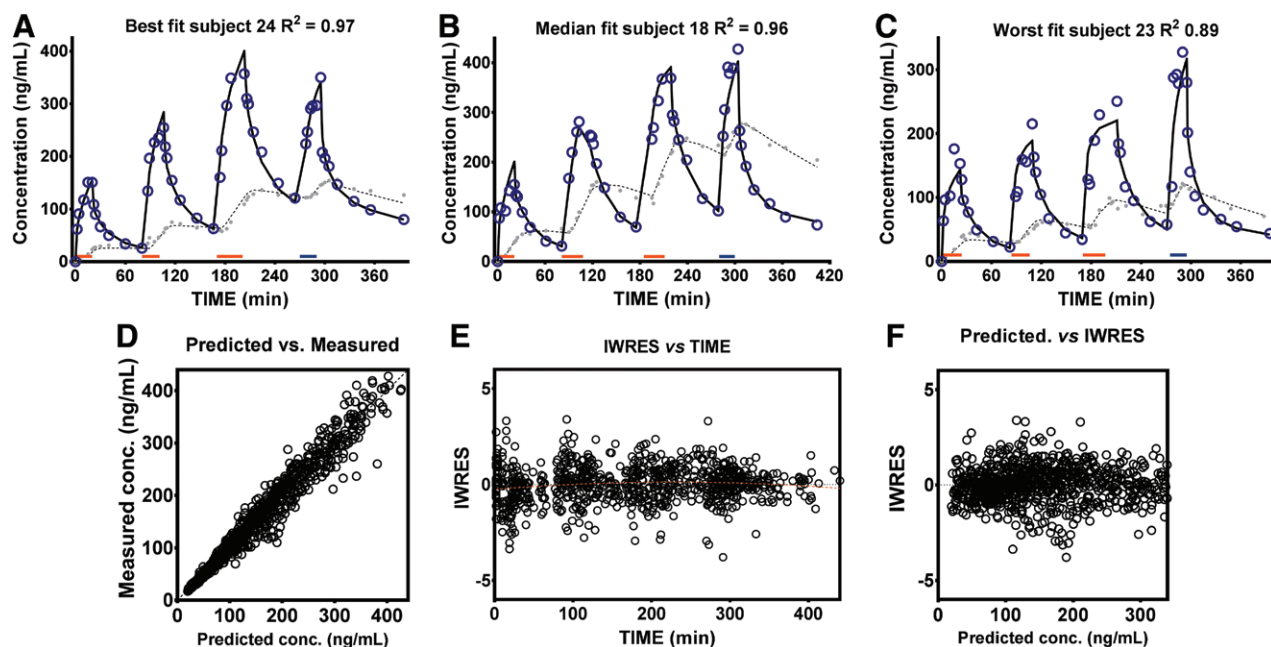 A
Best fit subject 24 R² = 0.97
Concentration (ng/mL)
400
300
200
100
0
0 60 120 180 240 300 360
TIME (min)
B
Median fit subject 18 R² = 0.96
Concentration (ng/mL)
400
300
200
100
0
0 60 120 180 240 300 360 420
TIME (min)
C
Worst fit subject 23 R² 0.89
Concentration (ng/mL)
300
200
100
0
0 60 120 180 240 300 360
TIME (min)
D
Predicted vs. Measured
Measured conc. (ng/mL)
400
300
200
100
0
0 100 200 300 400
Predicted conc. (ng/mL)
E
IWRES vs TIME
IWRES
5
0
-5
0 100 200 300 400
TIME (min)
F
Predicted. vs IWRES
IWRES
5
0
-5
0 100 200 300
Predicted conc. (ng/mL)